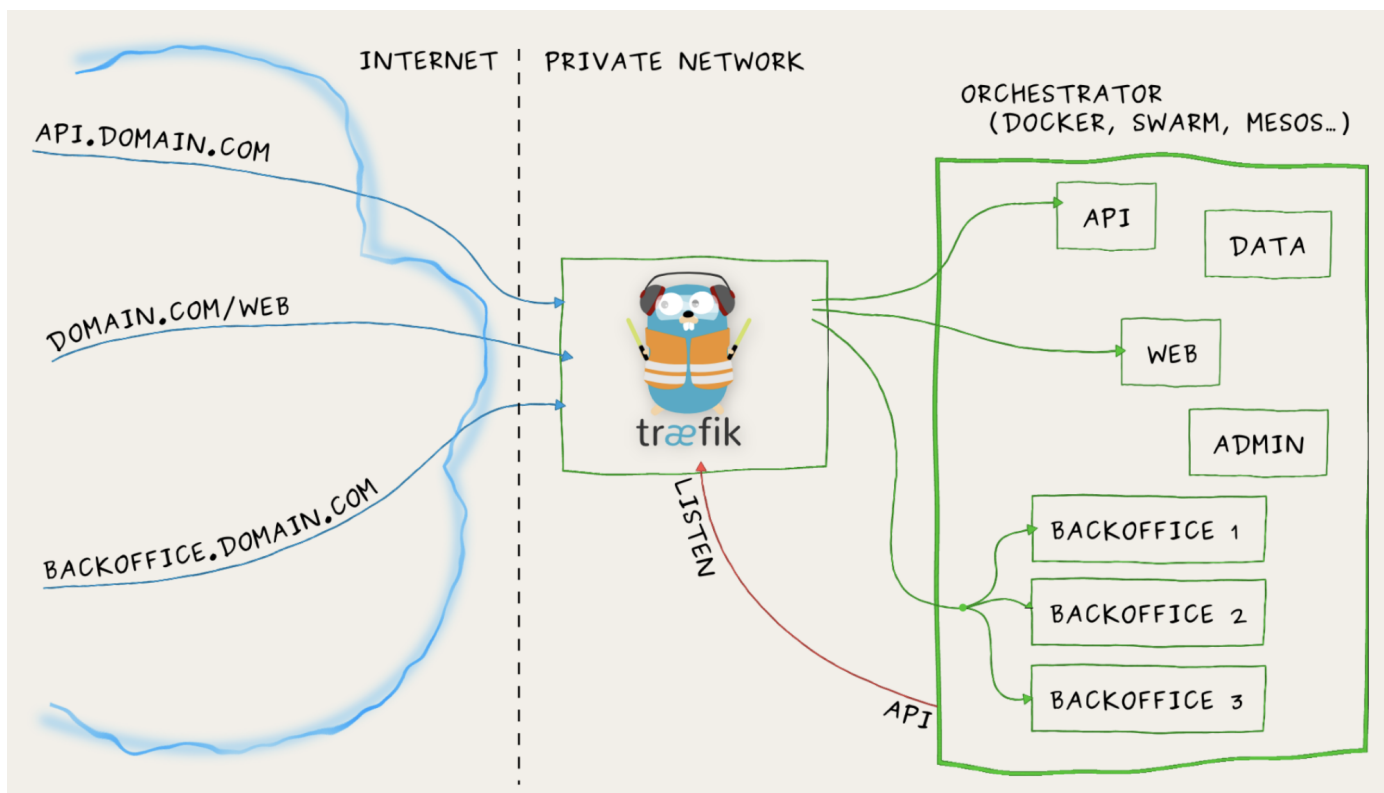 INTERNET
PRIVATE NETWORK
ORCHESTRATOR
(DOCKER, SWARM, MESOS…)
API.DOMAIN.COM
DOMAIN.COM/WEB
BACKOFFICE.DOMAIN.COM
træfik
LISTEN
API
API
DATA
WEB
ADMIN
BACKOFFICE 1
BACKOFFICE 2
BACKOFFICE 3